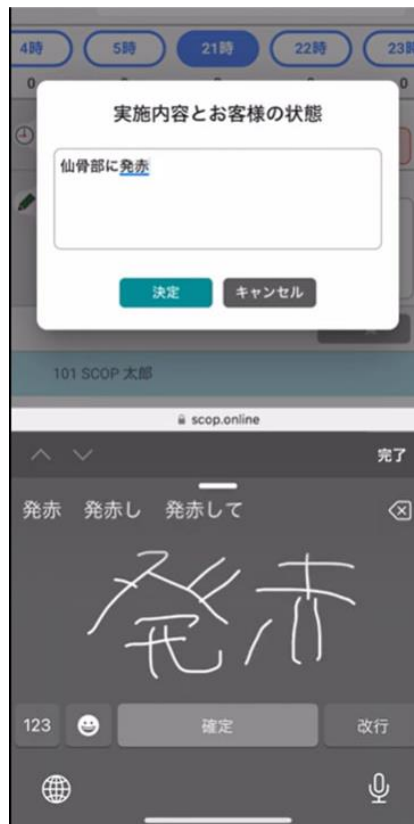 4時 5時 21時 22時 23時
0 0
実施内容とお客様の状態
仙骨部に発赤
決定 キャンセル
101 SCOP 太郎
scop.online
完了
発赤 発赤し 発赤して
発赤
123 確定 改行